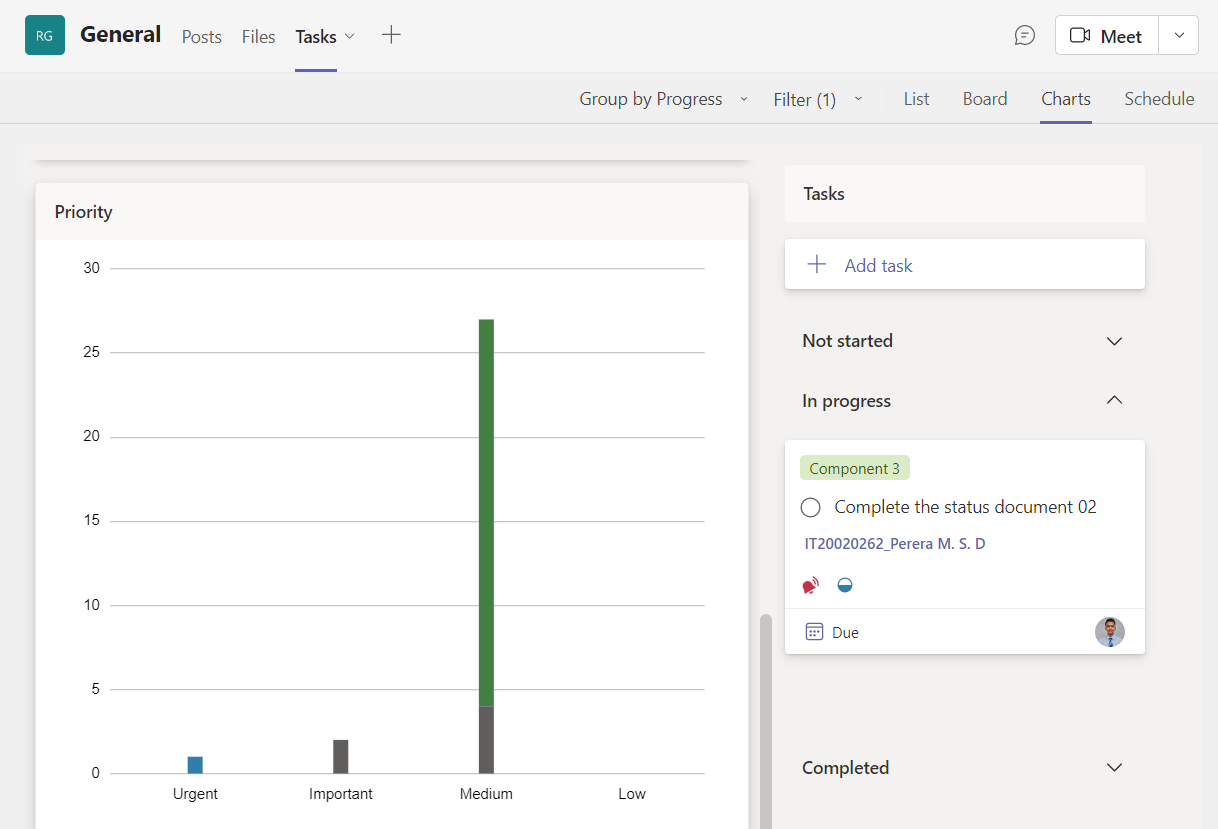 RG General Posts Files Tasks Meet
Group by Progress Filter (1) List Board Charts Schedule
Priority
30
25
20
15
10
5
0
Urgent Important Medium Low
Tasks
Add task
Not started
In progress
Component 3
Complete the status document 02
IT20020262_Perera M. S. D
Due
Completed